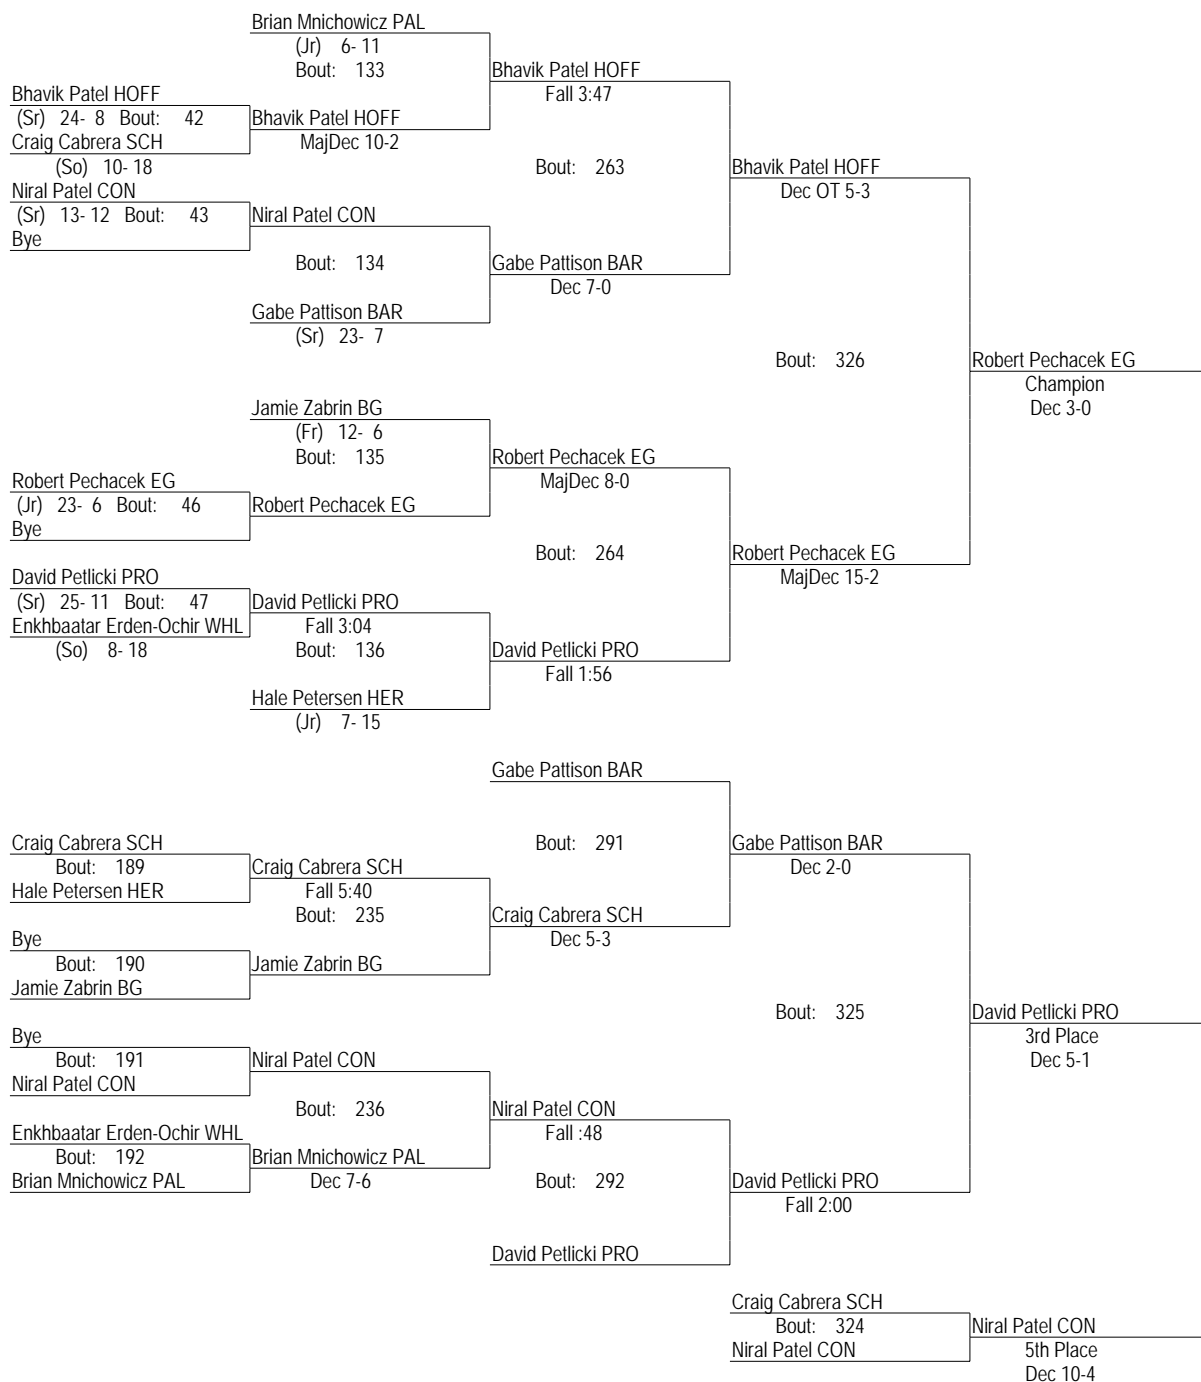 Brian Mnichowicz PAL
(Jr) 6- 11
Bout: 133
Bhavik Patel HOFF
Fall 3:47
Bhavik Patel HOFF
(Sr) 24- 8 Bout: 42
Bhavik Patel HOFF
Craig Cabrera SCH
MajDec 10-2
(So) 10- 18
Bout: 263
Bhavik Patel HOFF
Dec OT 5-3
Niral Patel CON
(Sr) 13- 12 Bout: 43
Niral Patel CON
Bye
Bout: 134
Gabe Pattison BAR
Dec 7-0
Gabe Pattison BAR
(Sr) 23- 7
Bout: 326
Robert Pechacek EG
Champion
Dec 3-0
Jamie Zabrin BG
(Fr) 12- 6
Bout: 135
Robert Pechacek EG
MajDec 8-0
Robert Pechacek EG
(Jr) 23- 6 Bout: 46
Robert Pechacek EG
Bye
Bout: 264
Robert Pechacek EG
MajDec 15-2
David Petlicki PRO
(Sr) 25- 11 Bout: 47
David Petlicki PRO
Enkhbaatar Erden-Ochir WHL
Fall 3:04
(So) 8- 18
Bout: 136
David Petlicki PRO
Fall 1:56
Hale Petersen HER
(Jr) 7- 15
Gabe Pattison BAR
Craig Cabrera SCH
Bout: 291
Gabe Pattison BAR
Bout: 189
Craig Cabrera SCH
Dec 2-0
Hale Petersen HER
Fall 5:40
Bout: 235
Craig Cabrera SCH
Dec 5-3
Bye
Bout: 190
Jamie Zabrin BG
Jamie Zabrin BG
Bout: 325
David Petlicki PRO
3rd Place
Dec 5-1
Bye
Bout: 191
Niral Patel CON
Niral Patel CON
Bout: 236
Niral Patel CON
Fall :48
Enkhbaatar Erden-Ochir WHL
Bout: 192
Brian Mnichowicz PAL
Brian Mnichowicz PAL
Dec 7-6
Bout: 292
David Petlicki PRO
Fall 2:00
David Petlicki PRO
Craig Cabrera SCH
Bout: 324
Niral Patel CON
Niral Patel CON
5th Place
Dec 10-4